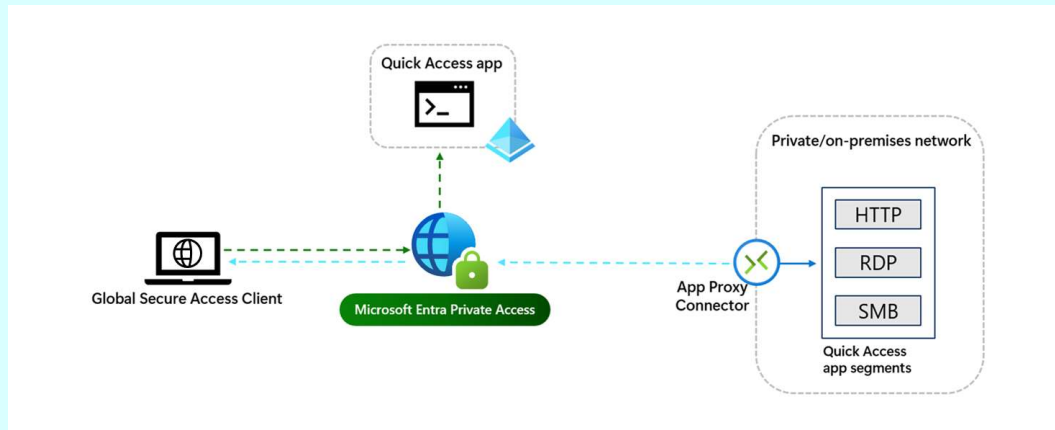 Quick Access app
>_
Private/on-premises network
HTTP
RDP
SMB
Global Secure Access Client
Microsoft Entra Private Access
App Proxy
Connector
Quick Access
app segments